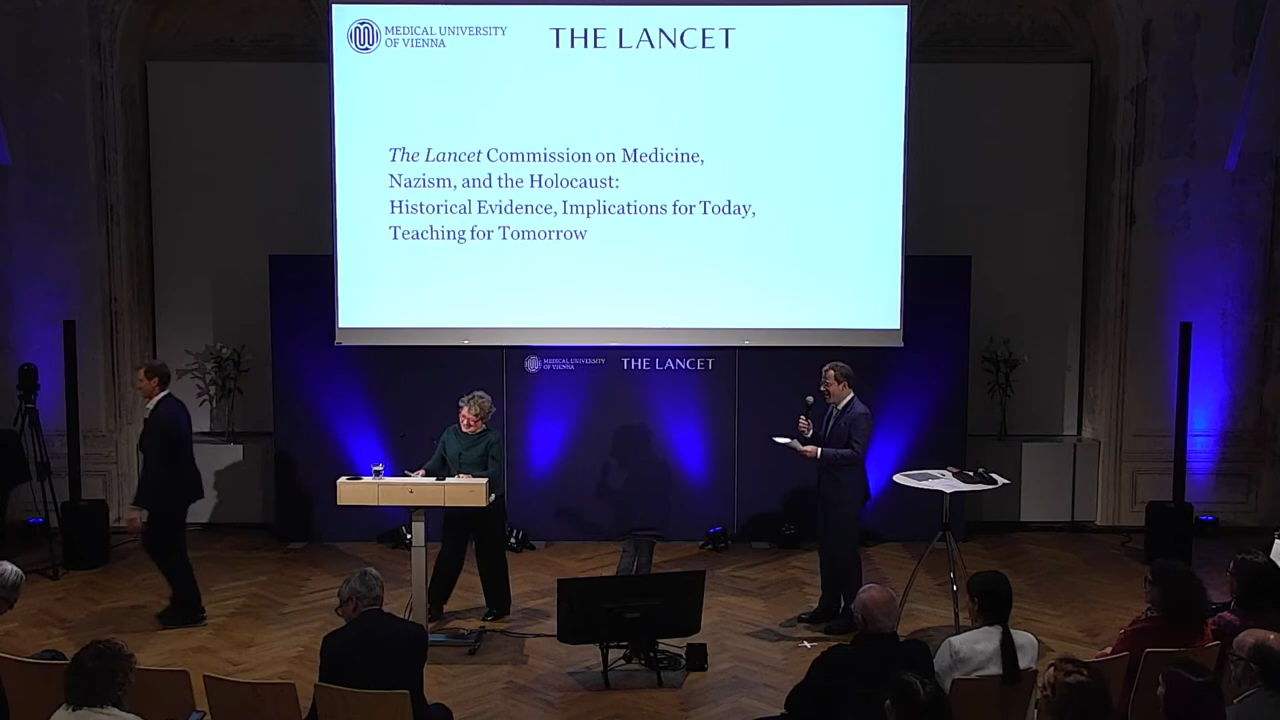 MEDICAL UNIVERSITY
OF VIENNA
THE LANCET
The Lancet Commission on Medicine,
Nazism, and the Holocaust:
Historical Evidence, Implications for Today,
Teaching for Tomorrow
MEDICAL UNIVERSITY
OF VIENNA
THE LANCET